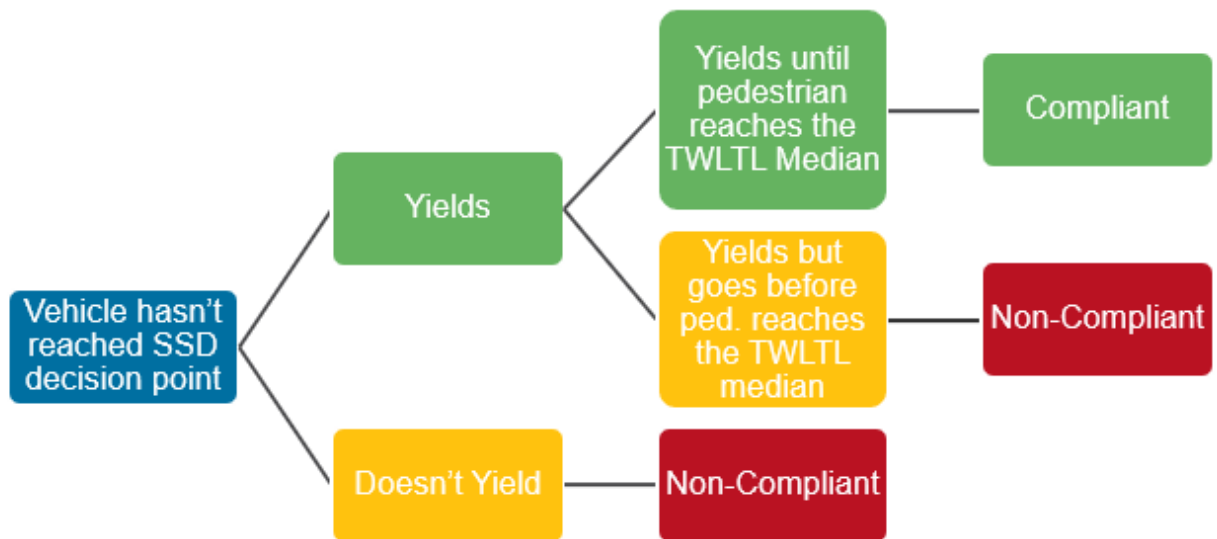 Vehicle hasn’t
reached SSD
decision point
Yields
Yields until
pedestrian
reaches the
TWLTL Median
Compliant
Yields but
goes before
ped. reaches
the TWLTL
median
Non-Compliant
Doesn’t Yield
Non-Compliant